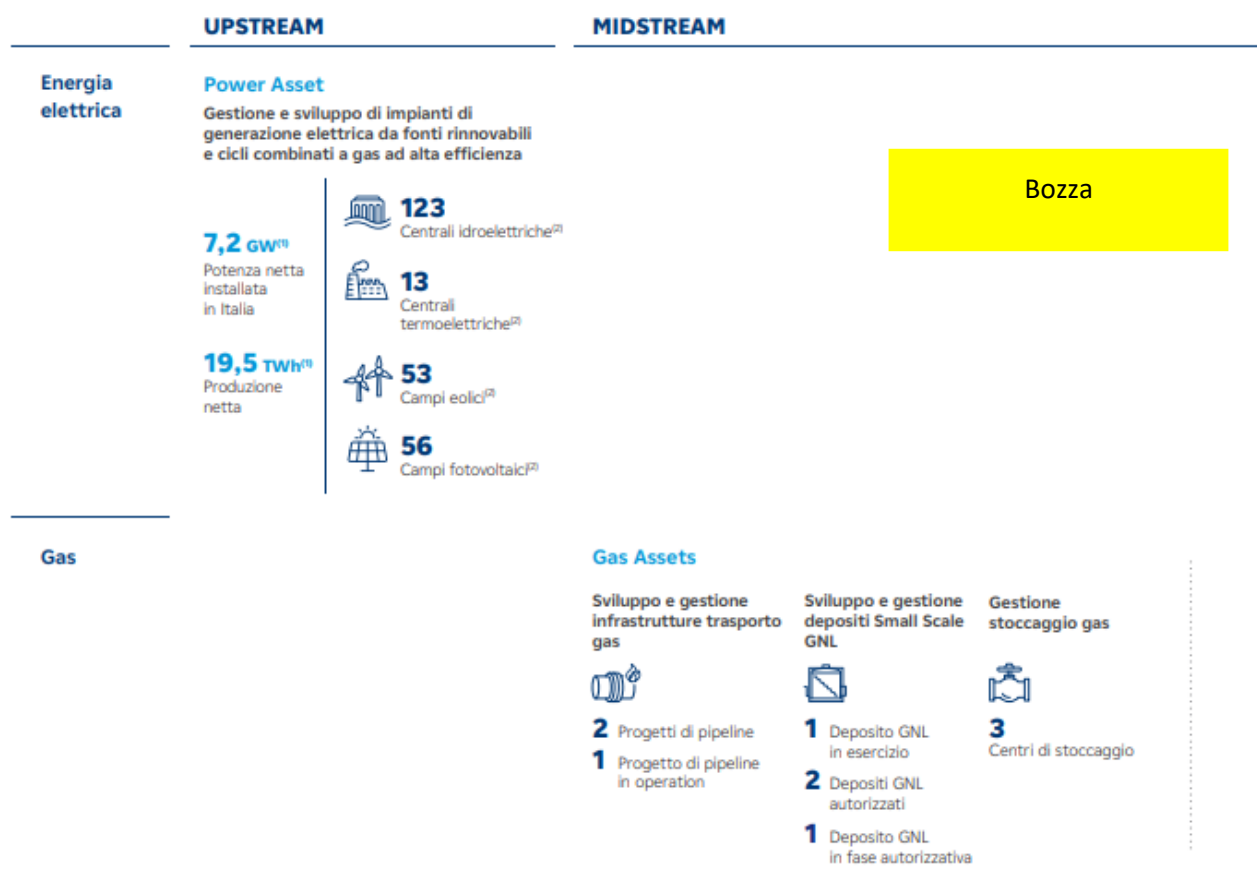 UPSTREAM
MIDSTREAM
Energia
elettrica
Power Asset
Gestione e sviluppo di impianti di
generazione elettrica da fonti rinnovabili
e cicli combinati a gas ad alta efficienza
7,2 GW(1)
Potenza netta
installata
in Italia
19,5 TWh(1)
Produzione
netta
123
Centrali idroelettriche(2)
13
Centrali
termoelettriche(2)
53
Campi eolici(2)
56
Campi fotovoltaici(2)
Bozza
Gas
Gas Assets
Sviluppo e gestione
infrastrutture trasporto
gas
2 Progetti di pipeline
1 Progetto di pipeline
in operation
Sviluppo e gestione
depositi Small Scale
GNL
1 Deposito GNL
in esercizio
2 Depositi GNL
autorizzati
1 Deposito GNL
in fase autorizzativa
Gestione
stoccaggio gas
3
Centri di stoccaggio